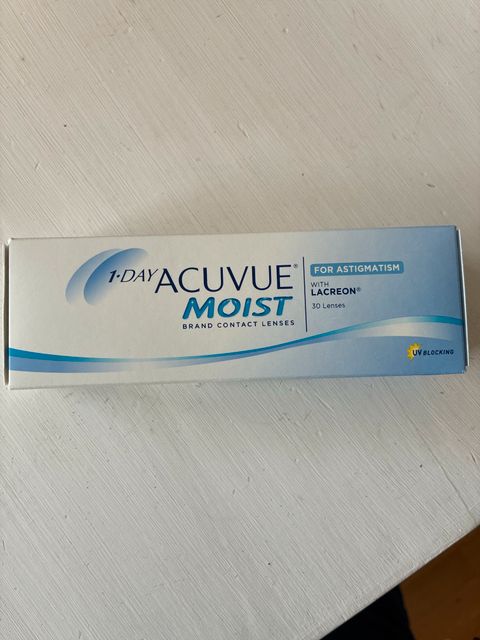 1·DAY ACUVUE®
MOIST
BRAND CONTACT LENSES
FOR ASTIGMATISM
WITH
LACREON®
30 Lenses
UV BLOCKING